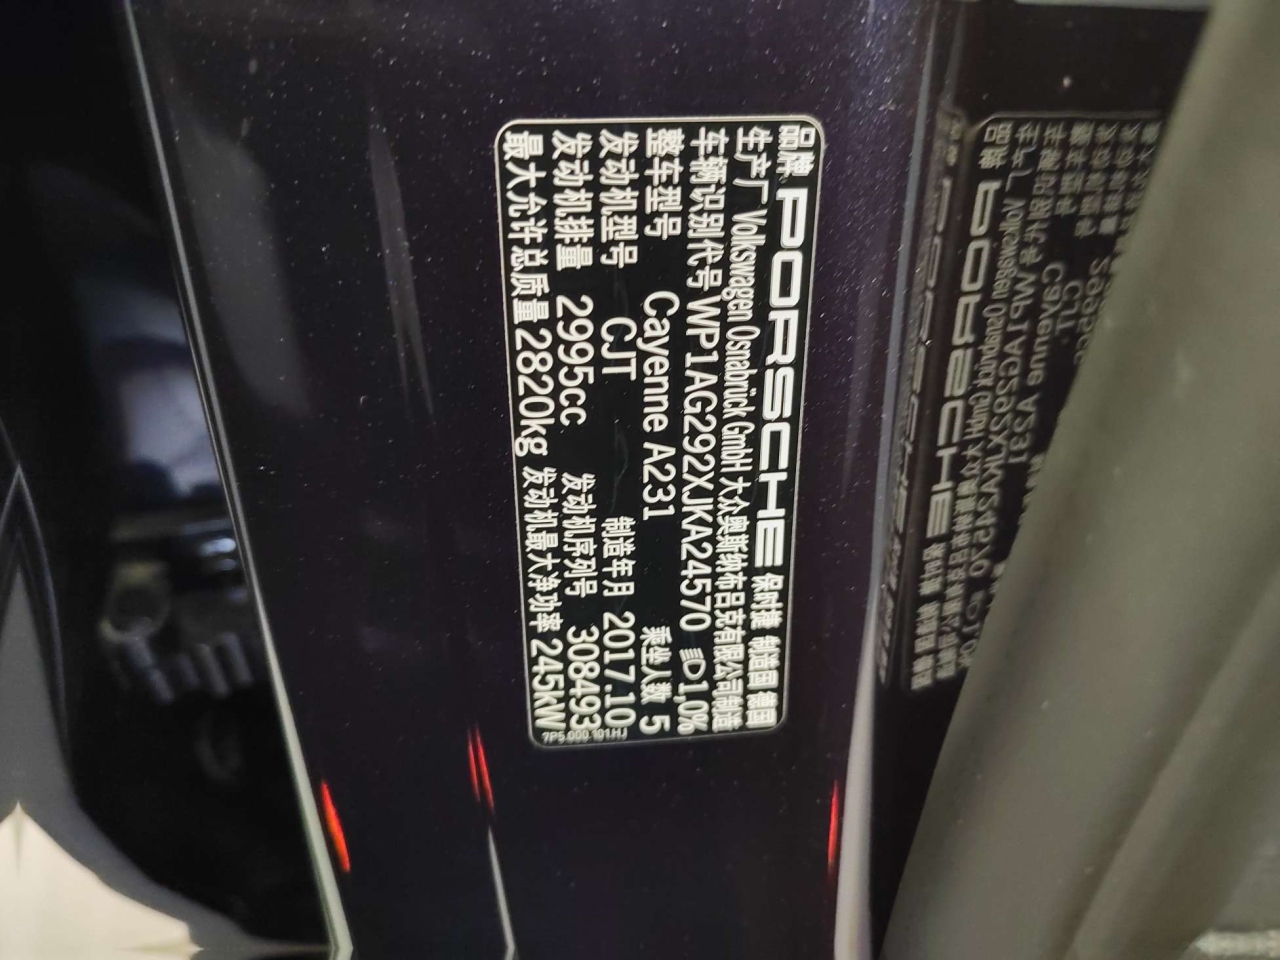 品牌 PORSCHE 保时捷 制造国 德国
生产厂 Volkswagen Osnabrück GmbH 大众奥斯纳布吕克有限公司制造
车辆识别代号 WP1AG292XJKA24570 1,0%
整车型号 Cayenne A231 乘坐人数 5
发动机型号 CJT 制造年月 2017.10
发动机排量 2995cc 发动机序列号 308493
最大允许总质量 2820kg 发动机最大净功率 245kW
7P5.000.101.HJ